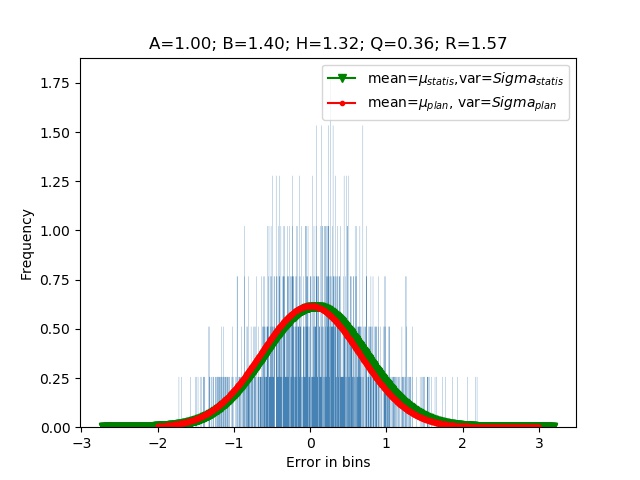 A=1.00; B=1.40; H=1.32; Q=0.36; R=1.57
mean=μstatis,var=Sigmastatis
mean=μplan, var=Sigmaplan
1.75
1.50
1.25
1.00
0.75
0.50
0.25
0.00
Frequency
−3 −2 −1 0 1 2 3
Error in bins